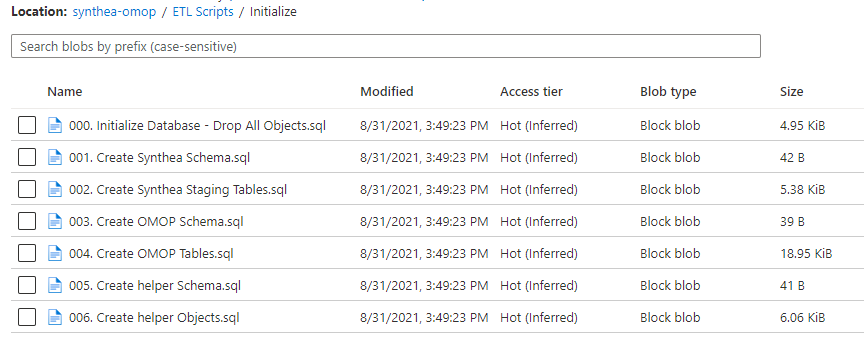 Location: synthea-omop / ETL Scripts / Initialize
Search blobs by prefix (case-sensitive)
Name Modified Access tier Blob type Size
000. Initialize Database - Drop All Objects.sql 8/31/2021, 3:49:23 PM Hot (Inferred) Block blob 4.95 KiB
001. Create Synthea Schema.sql 8/31/2021, 3:49:23 PM Hot (Inferred) Block blob 42 B
002. Create Synthea Staging Tables.sql 8/31/2021, 3:49:23 PM Hot (Inferred) Block blob 5.38 KiB
003. Create OMOP Schema.sql 8/31/2021, 3:49:23 PM Hot (Inferred) Block blob 39 B
004. Create OMOP Tables.sql 8/31/2021, 3:49:23 PM Hot (Inferred) Block blob 18.95 KiB
005. Create helper Schema.sql 8/31/2021, 3:49:23 PM Hot (Inferred) Block blob 41 B
006. Create helper Objects.sql 8/31/2021, 3:49:23 PM Hot (Inferred) Block blob 6.06 KiB